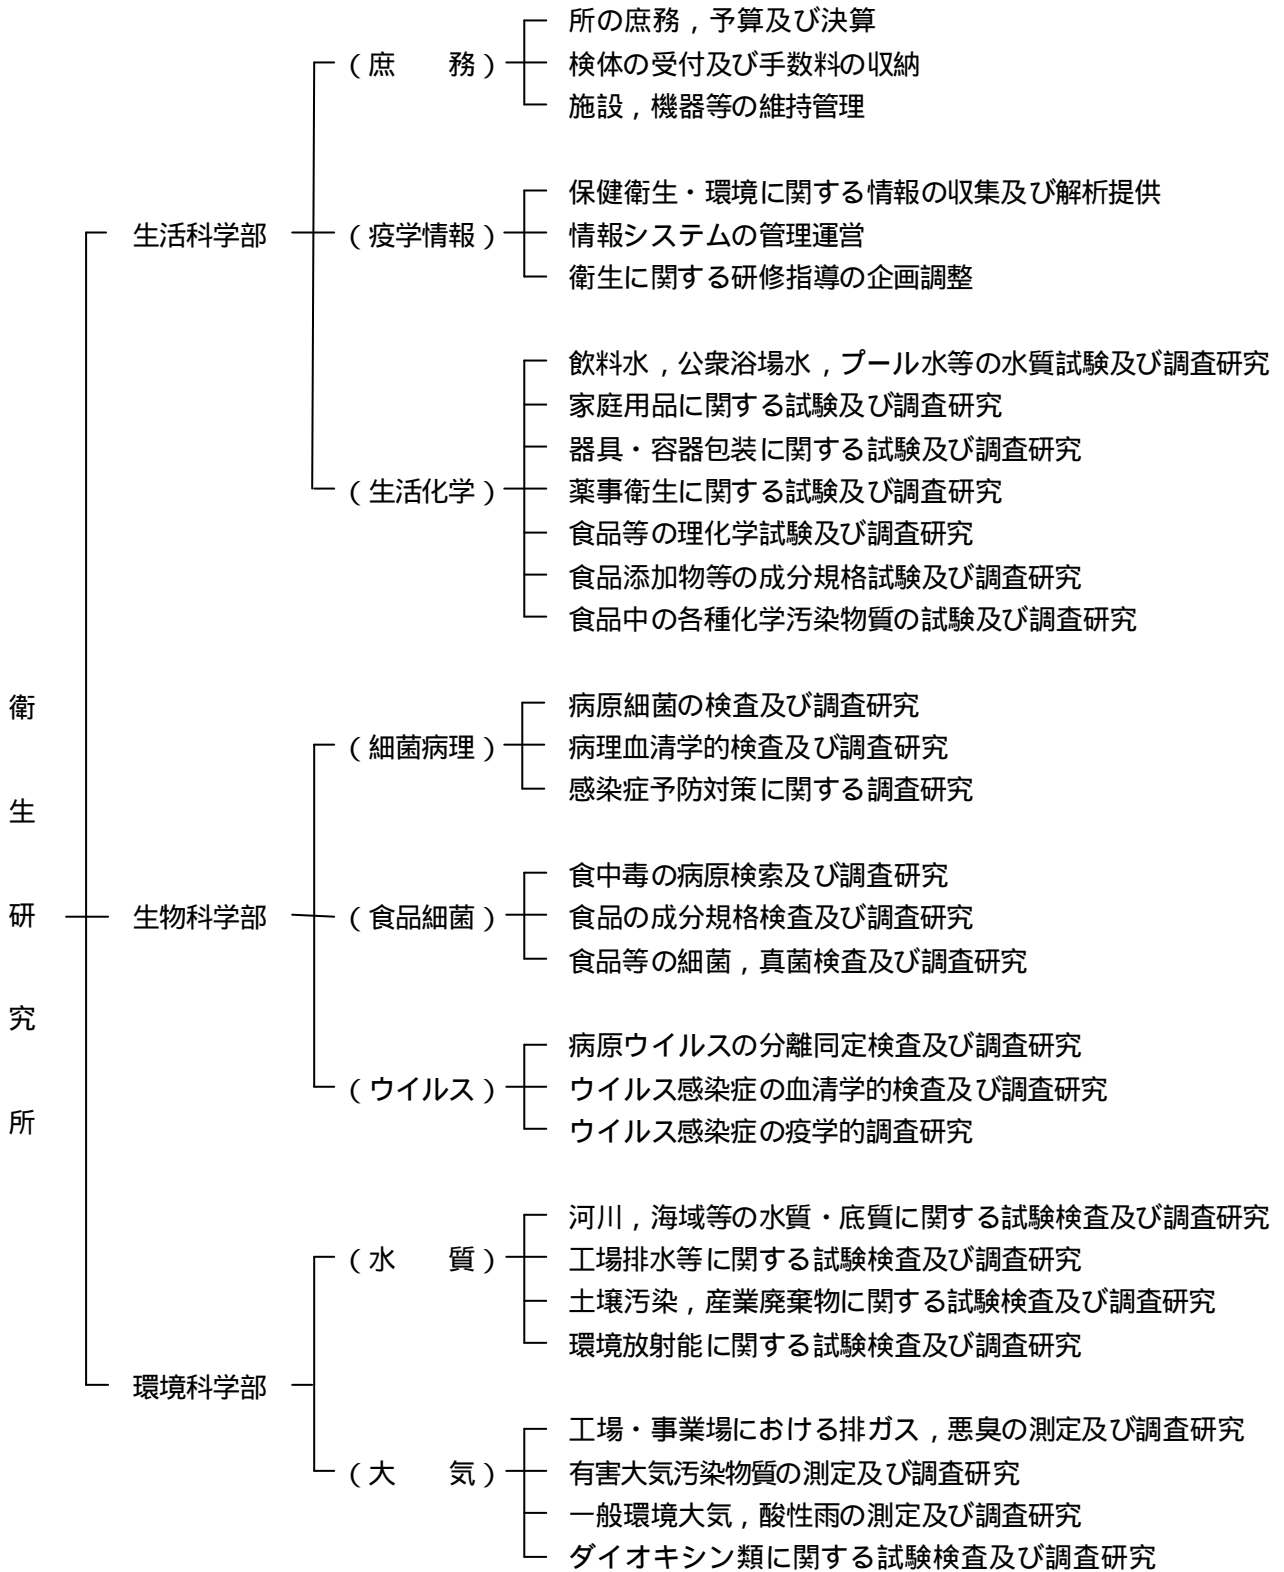 衛生研究所
生活科学部
(庶　　務)
所の庶務，予算及び決算
検体の受付及び手数料の収納
施設，機器等の維持管理
(疫学情報)
保健衛生・環境に関する情報の収集及び解析提供
情報システムの管理運営
衛生に関する研修指導の企画調整
(生活化学)
飲料水，公衆浴場水，プール水等の水質試験及び調査研究
家庭用品に関する試験及び調査研究
器具・容器包装に関する試験及び調査研究
薬事衛生に関する試験及び調査研究
食品等の理化学試験及び調査研究
食品添加物等の成分規格試験及び調査研究
食品中の各種化学汚染物質の試験及び調査研究
生物科学部
(細菌病理)
病原細菌の検査及び調査研究
病理血清学的検査及び調査研究
感染症予防対策に関する調査研究
(食品細菌)
食中毒の病原検索及び調査研究
食品の成分規格検査及び調査研究
食品等の細菌，真菌検査及び調査研究
(ウイルス)
病原ウイルスの分離同定検査及び調査研究
ウイルス感染症の血清学的検査及び調査研究
ウイルス感染症の疫学的調査研究
環境科学部
(水　　質)
河川，海域等の水質・底質に関する試験検査及び調査研究
工場排水等に関する試験検査及び調査研究
土壌汚染，産業廃棄物に関する試験検査及び調査研究
環境放射能に関する試験検査及び調査研究
(大　　気)
工場・事業場における排ガス，悪臭の測定及び調査研究
有害大気汚染物質の測定及び調査研究
一般環境大気，酸性雨の測定及び調査研究
ダイオキシン類に関する試験検査及び調査研究